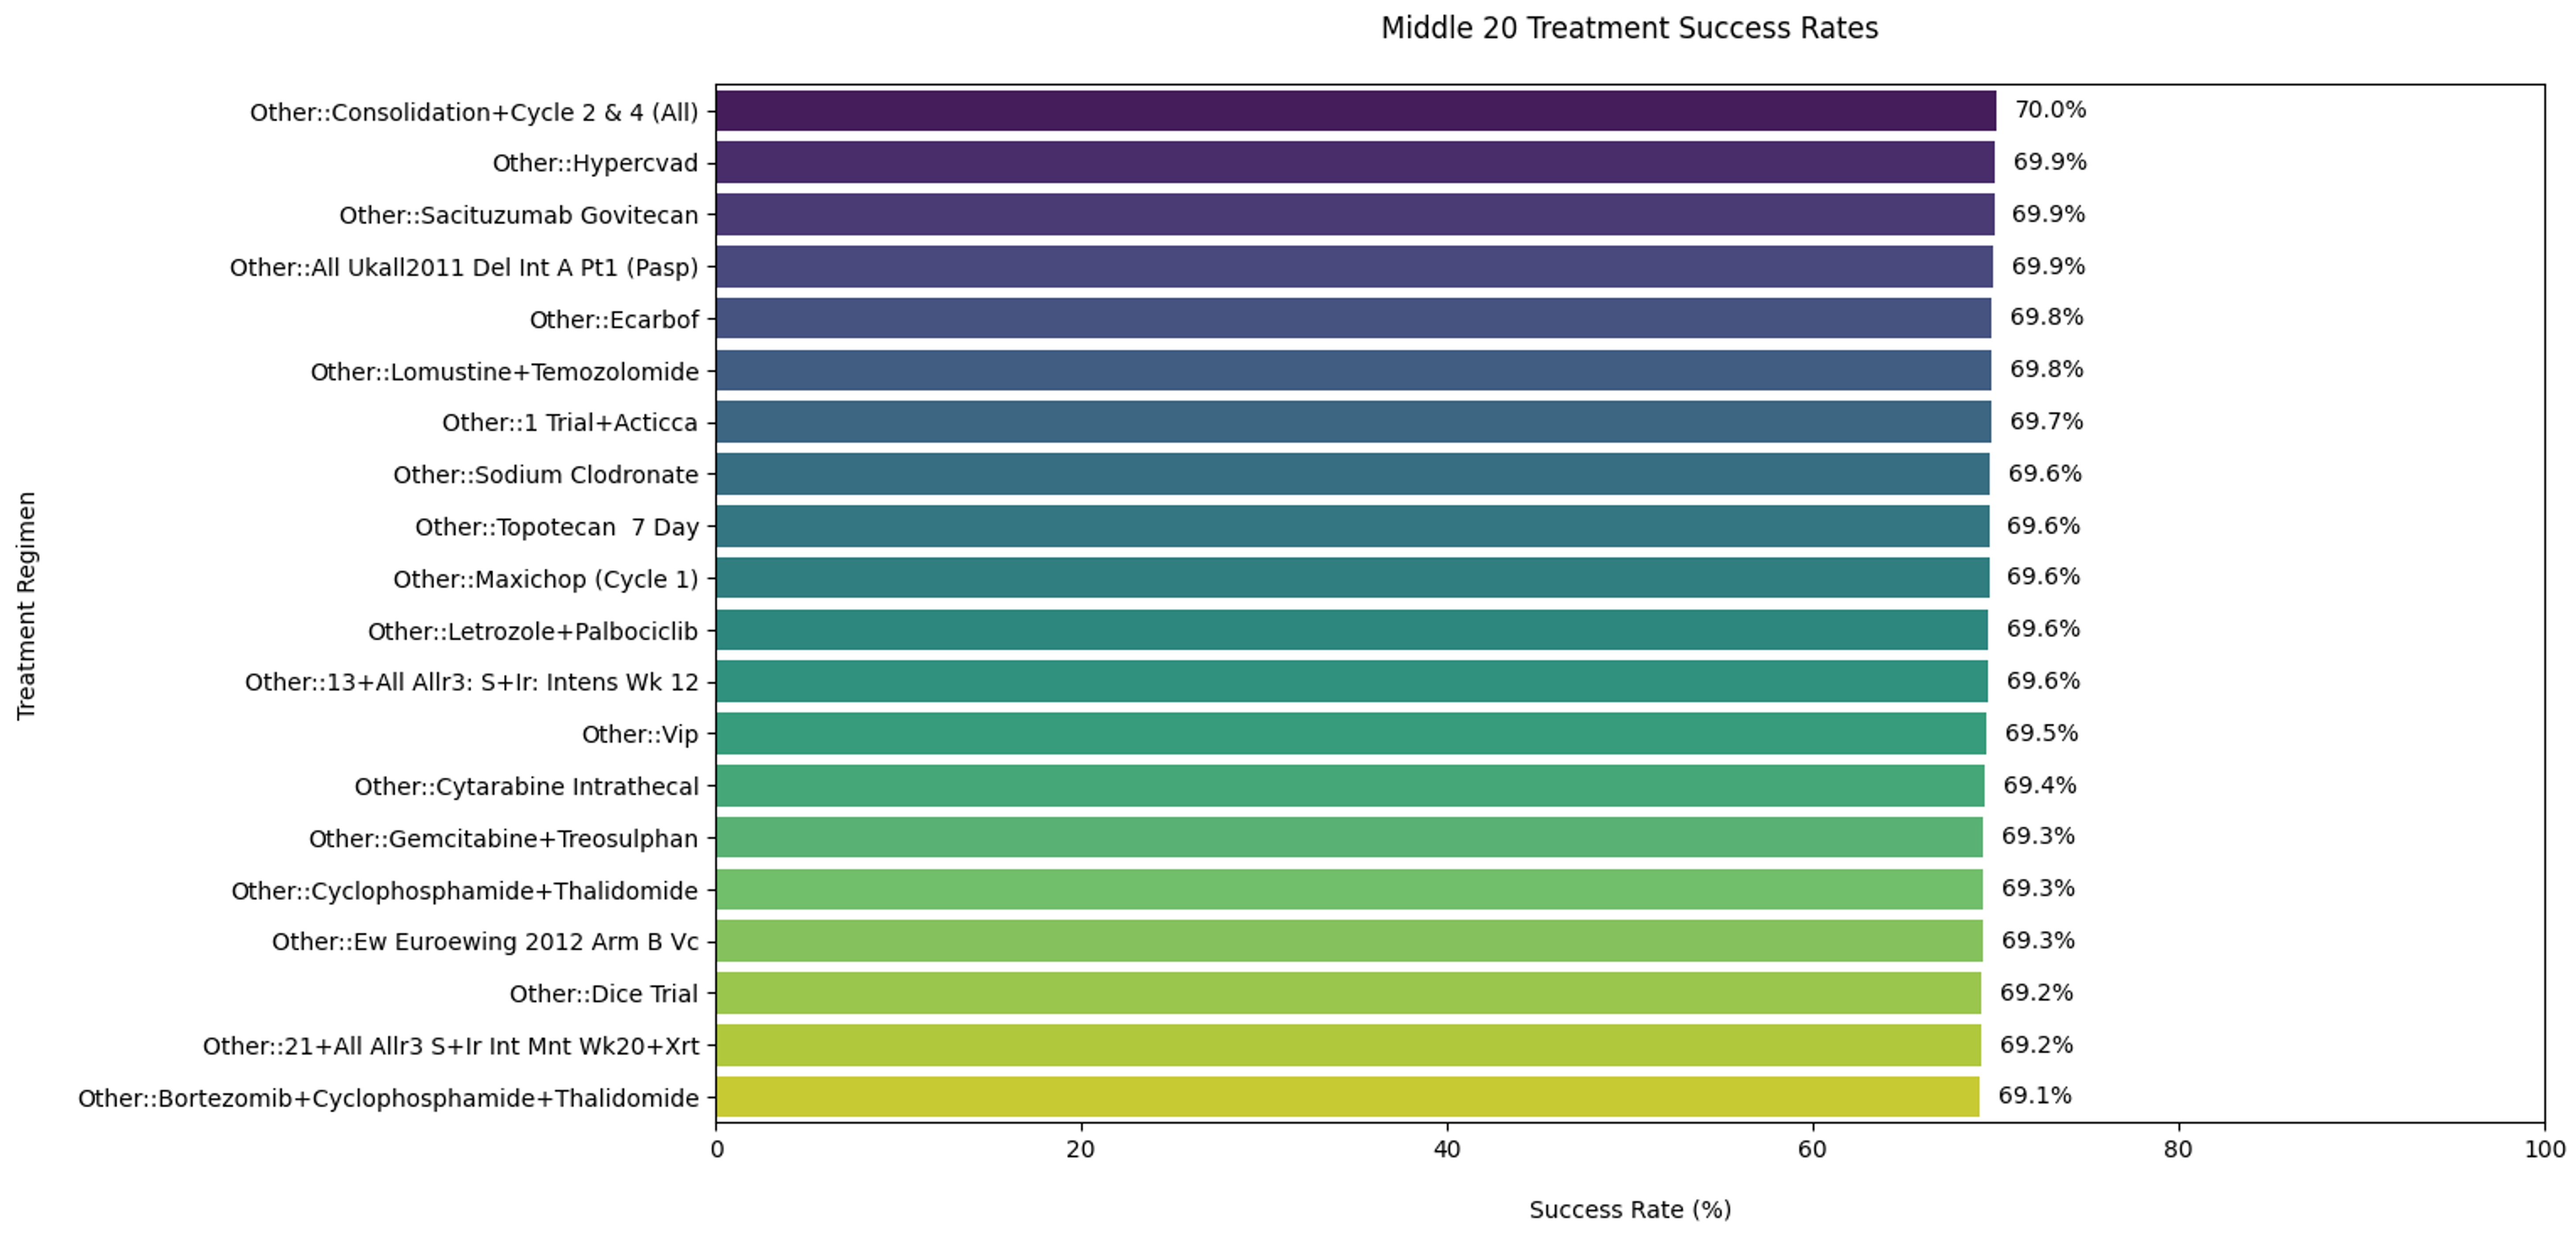 Middle 20 Treatment Success Rates
Treatment Regimen
Other::Consolidation+Cycle 2 & 4 (All) 70.0%
Other::Hypercvad 69.9%
Other::Sacituzumab Govitecan 69.9%
Other::All Ukall2011 Del Int A Pt1 (Pasp) 69.9%
Other::Ecarbof 69.8%
Other::Lomustine+Temozolomide 69.8%
Other::1 Trial+Acticca 69.7%
Other::Sodium Clodronate 69.6%
Other::Topotecan  7 Day 69.6%
Other::Maxichop (Cycle 1) 69.6%
Other::Letrozole+Palbociclib 69.6%
Other::13+All Allr3: S+Ir: Intens Wk 12 69.6%
Other::Vip 69.5%
Other::Cytarabine Intrathecal 69.4%
Other::Gemcitabine+Treosulphan 69.3%
Other::Cyclophosphamide+Thalidomide 69.3%
Other::Ew Euroewing 2012 Arm B Vc 69.3%
Other::Dice Trial 69.2%
Other::21+All Allr3 S+Ir Int Mnt Wk20+Xrt 69.2%
Other::Bortezomib+Cyclophosphamide+Thalidomide 69.1%
0 20 40 60 80 100
Success Rate (%)